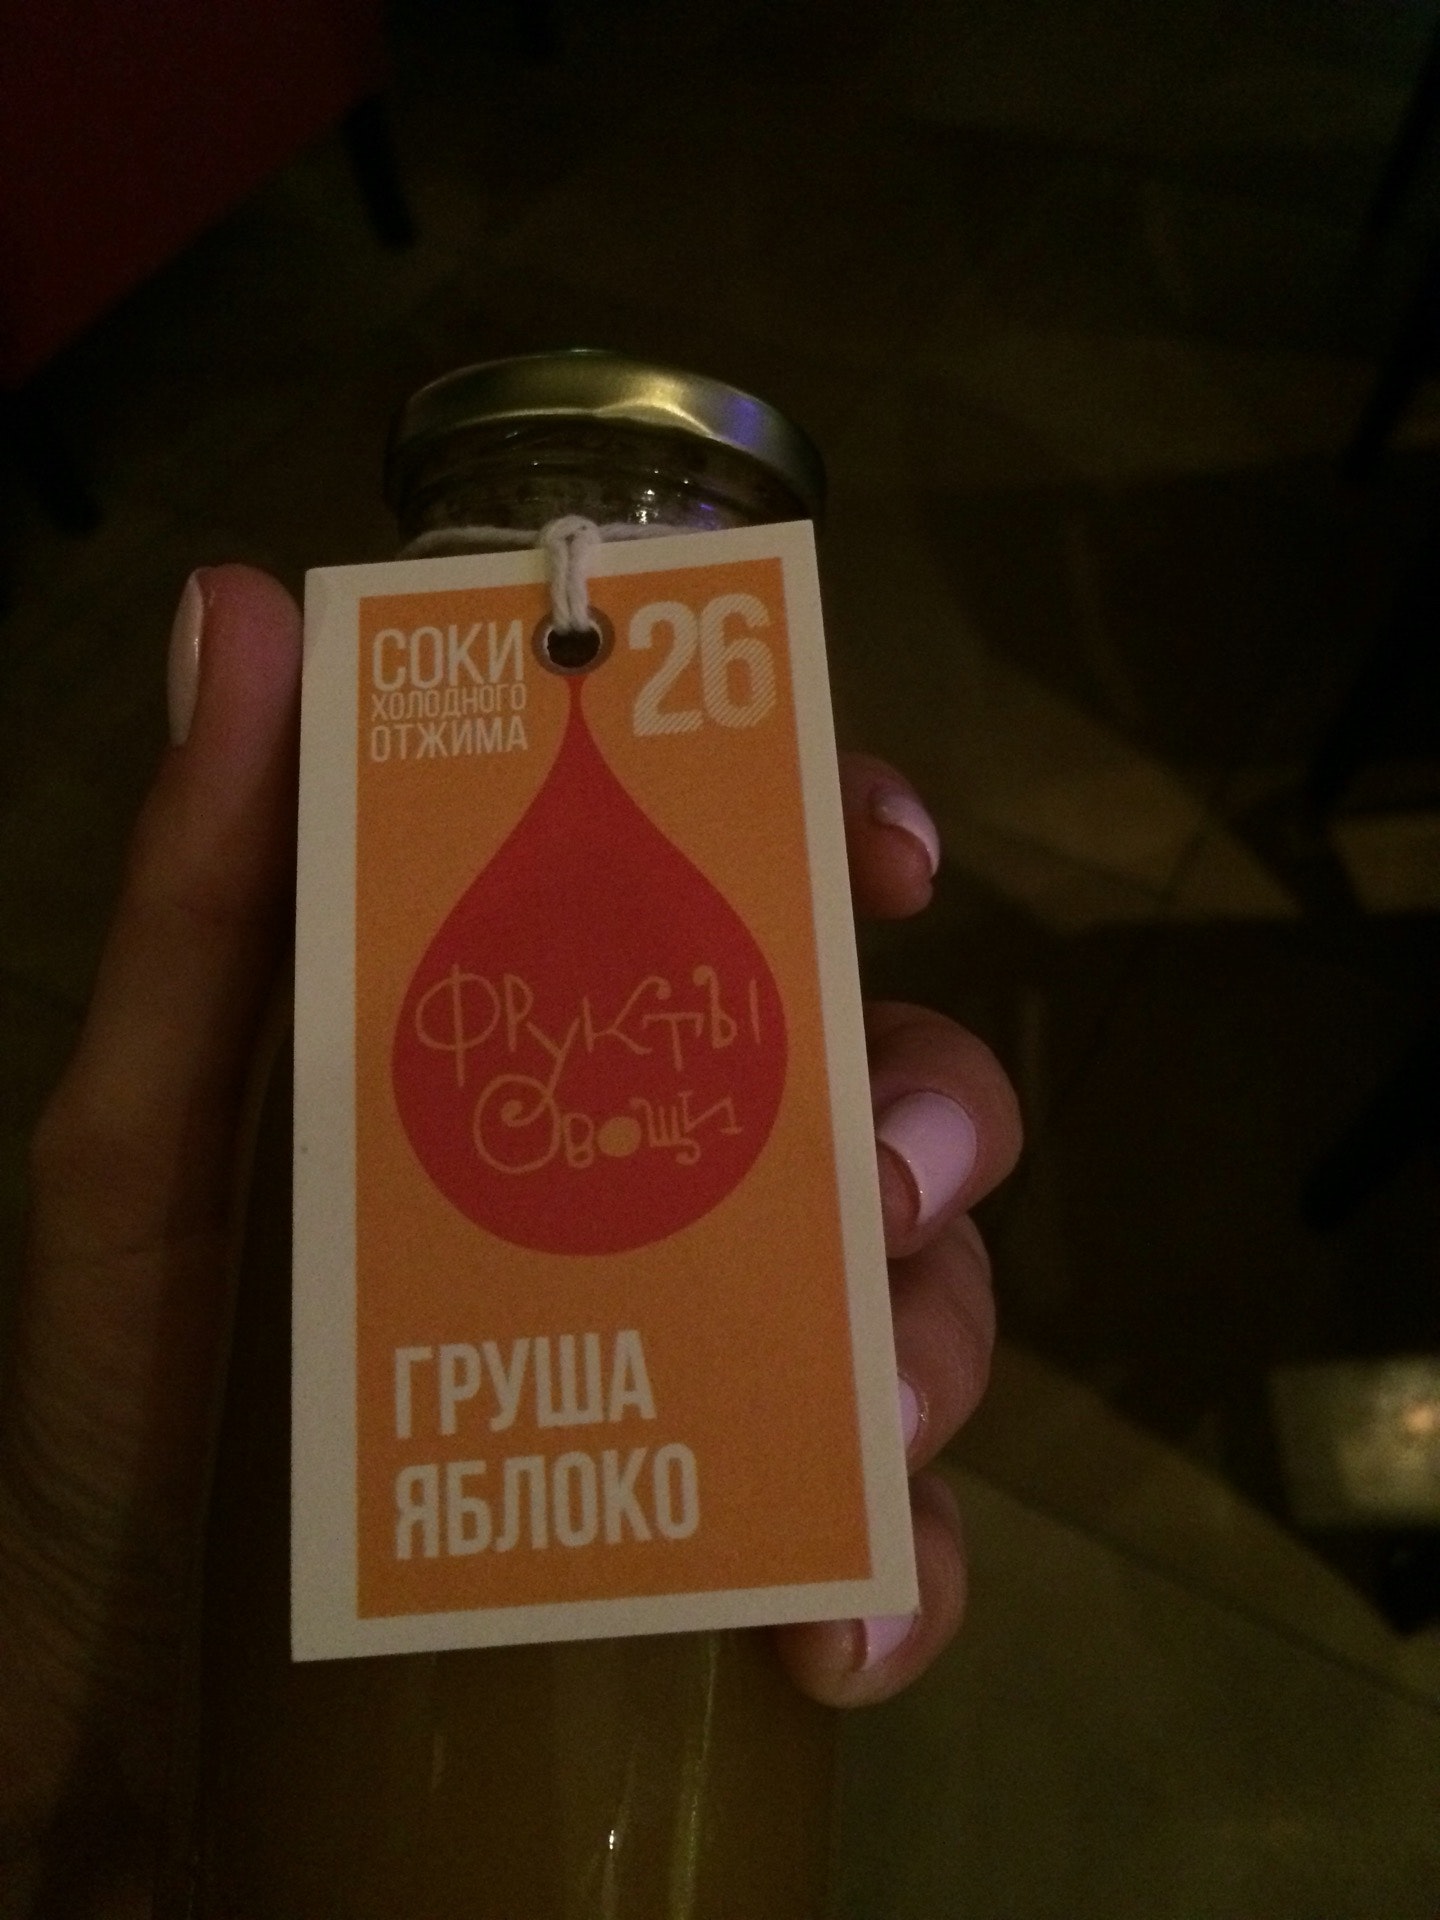 СОКИ
ХОЛОДНОГО
ОТЖИМА
26
ФРУКТЫ
ОВОЩИ
ГРУША
ЯБЛОКО